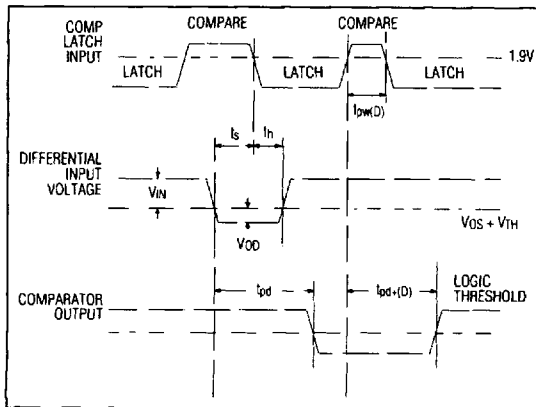 COMPARE COMPARE
COMP
LATCH
INPUT
1.9V
LATCH LATCH LATCH
tpw(D)
ts th
DIFFERENTIAL
INPUT
VOLTAGE
VIN
VOS + VTH
VOD
tpd tpd+(D)
LOGIC
THRESHOLD
COMPARATOR
OUTPUT